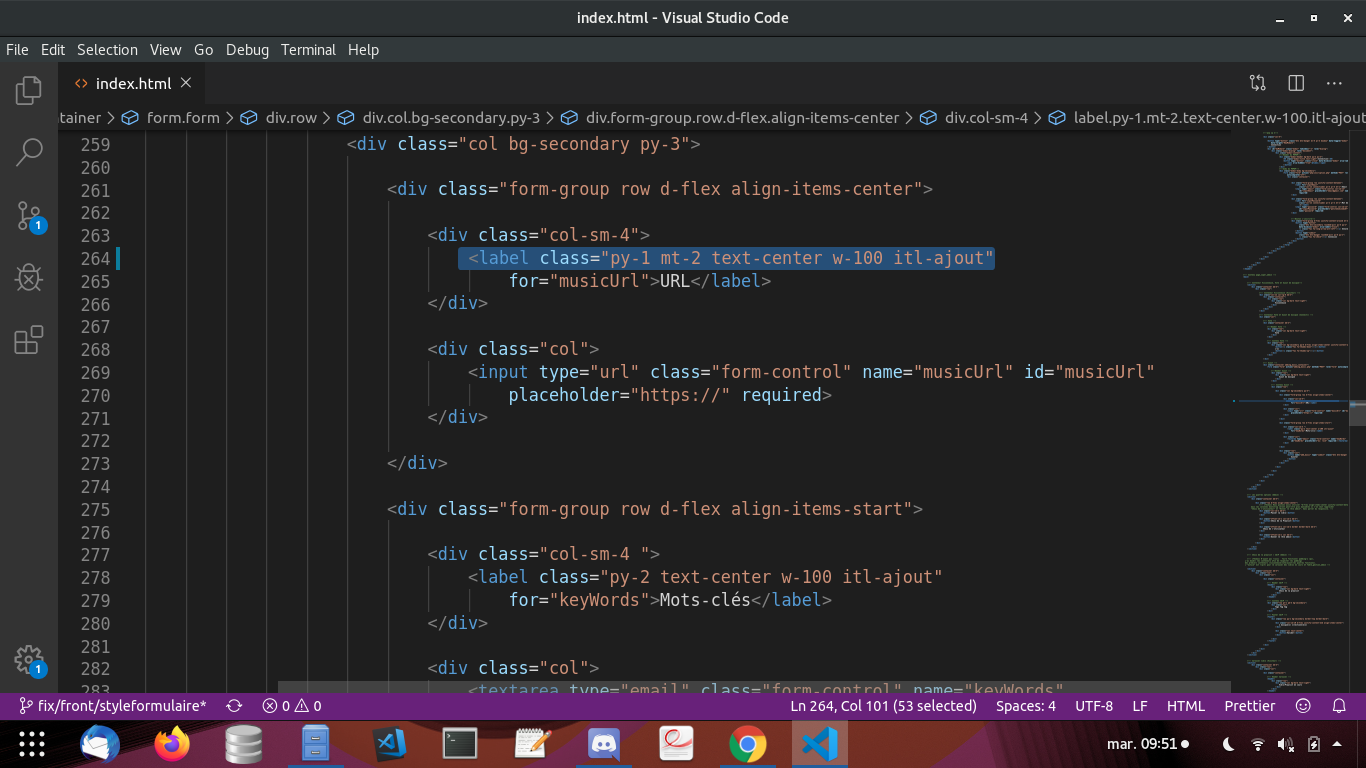 index.html - Visual Studio Code
File Edit Selection View Go Debug Terminal Help
index.html
tainer > form.form > div.row > div.col.bg-secondary.py-3 > div.form-group.row.d-flex.align-items-center > div.col-sm-4 > label.py-1.mt-2.text-center.w-100.itl-ajout
259 <div class="col bg-secondary py-3">
260
261 <div class="form-group row d-flex align-items-center">
262
263 <div class="col-sm-4">
264 <label class="py-1 mt-2 text-center w-100 itl-ajout"
265 for="musicUrl">URL</label>
266 </div>
267
268 <div class="col">
269 <input type="url" class="form-control" name="musicUrl" id="musicUrl"
270 placeholder="https://" required>
271 </div>
272
273 </div>
274
275 <div class="form-group row d-flex align-items-start">
276
277 <div class="col-sm-4 ">
278 <label class="py-2 text-center w-100 itl-ajout"
279 for="keyWords">Mots-clés</label>
280 </div>
281
282 <div class="col">
283 <textarea type="email" class="form-control" name="keyWords"
1
1
fix/front/styleformulaire* 0 0 Ln 264, Col 101 (53 selected) Spaces: 4 UTF-8 LF HTML Prettier
mar. 09:51